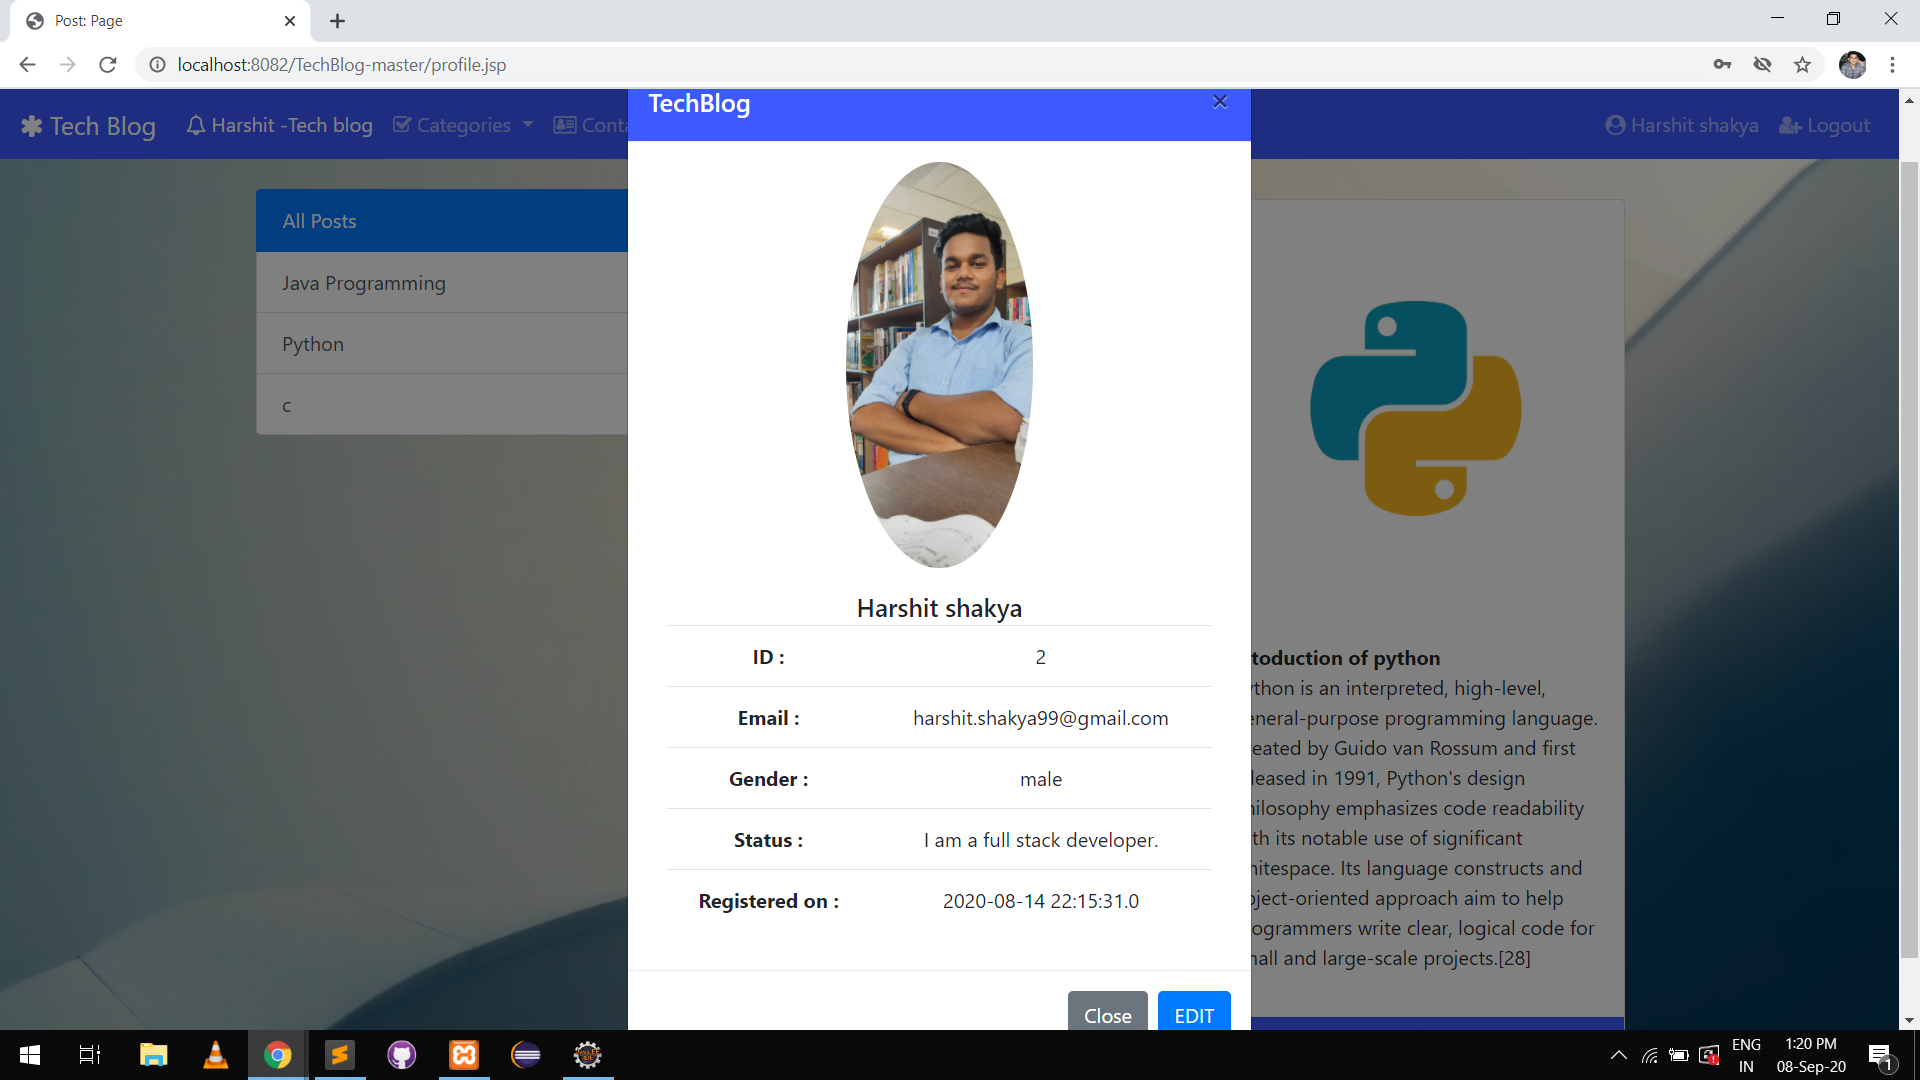 Post: Page
localhost:8082/TechBlog-master/profile.jsp
Tech Blog
Harshit -Tech blog
Categories
Conta
Harshit shakya
Logout
TechBlog
All Posts
Java Programming
Python
c
Harshit shakya
ID :
2
Email :
harshit.shakya99@gmail.com
Gender :
male
Status :
I am a full stack developer.
Registered on :
2020-08-14 22:15:31.0
Close
EDIT
toduction of python
thon is an interpreted, high-level,
neral-purpose programming language.
eated by Guido van Rossum and first
leased in 1991, Python's design
ilosophy emphasizes code readability
th its notable use of significant
hitespace. Its language constructs and
ject-oriented approach aim to help
ogrammers write clear, logical code for
nall and large-scale projects.[28]
ENG
IN
1:20 PM
08-Sep-20
1